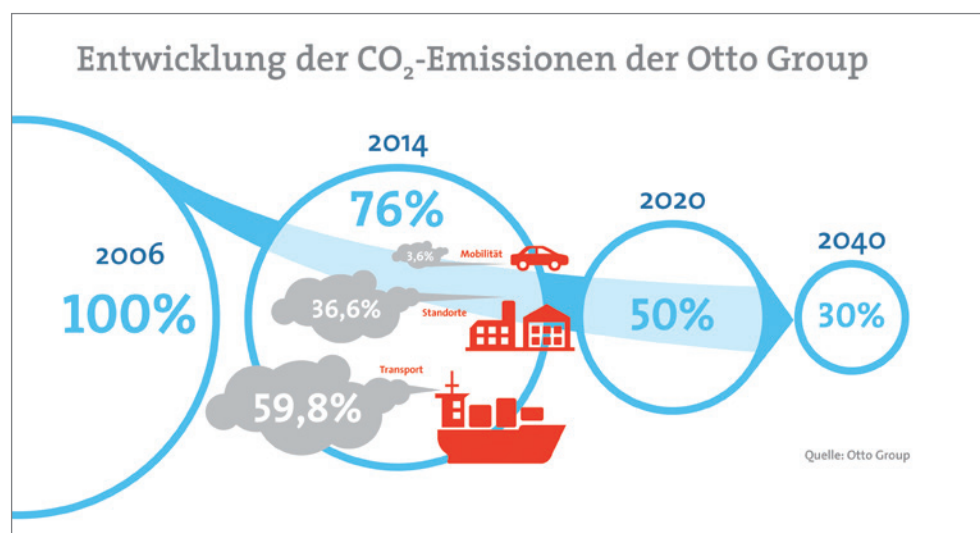 Entwicklung der CO₂-Emissionen der Otto Group
2006
100%
2014
76%
3,6%
Mobilität
36,6%
Standorte
Transport
59,8%
2020
50%
2040
30%
Quelle: Otto Group